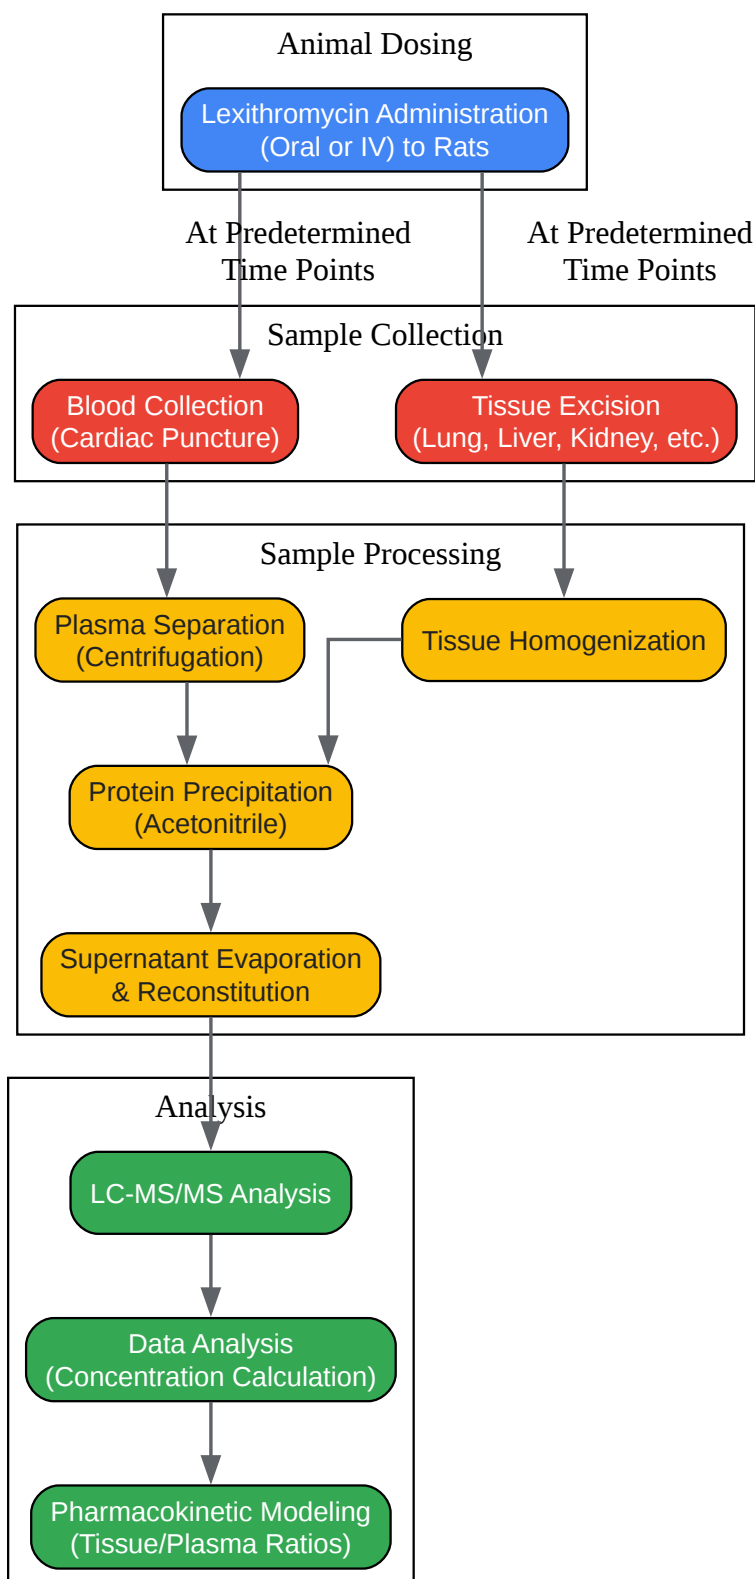 Animal Dosing
Lexithromycin Administration
(Oral or IV) to Rats
At Predetermined
Time Points
At Predetermined
Time Points
Sample Collection
Blood Collection
(Cardiac Puncture)
Tissue Excision
(Lung, Liver, Kidney, etc.)
Sample Processing
Plasma Separation
(Centrifugation)
Tissue Homogenization
Protein Precipitation
(Acetonitrile)
Supernatant Evaporation
& Reconstitution
Analysis
LC-MS/MS Analysis
Data Analysis
(Concentration Calculation)
Pharmacokinetic Modeling
(Tissue/Plasma Ratios)